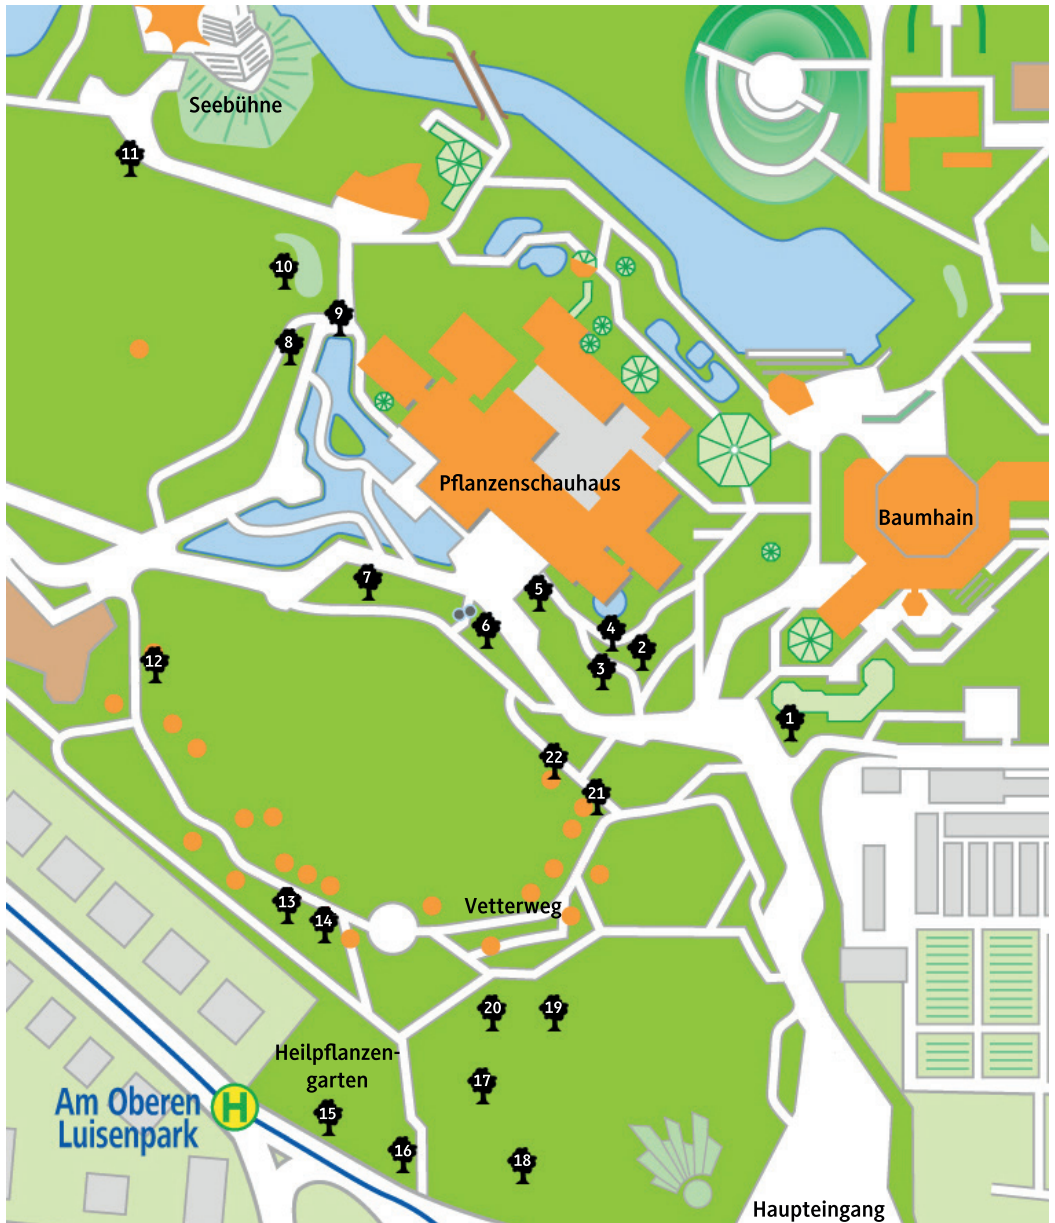 Seebühne
11
10
9
8
Pflanzenschauhaus
Baumhain
7
5
6
4
2
3
12
1
22
21
13
14
Vetterweg
20
19
Heilpflanzen-
garten
17
Am Oberen
Luisenpark
H
15
16
18
Haupteingang